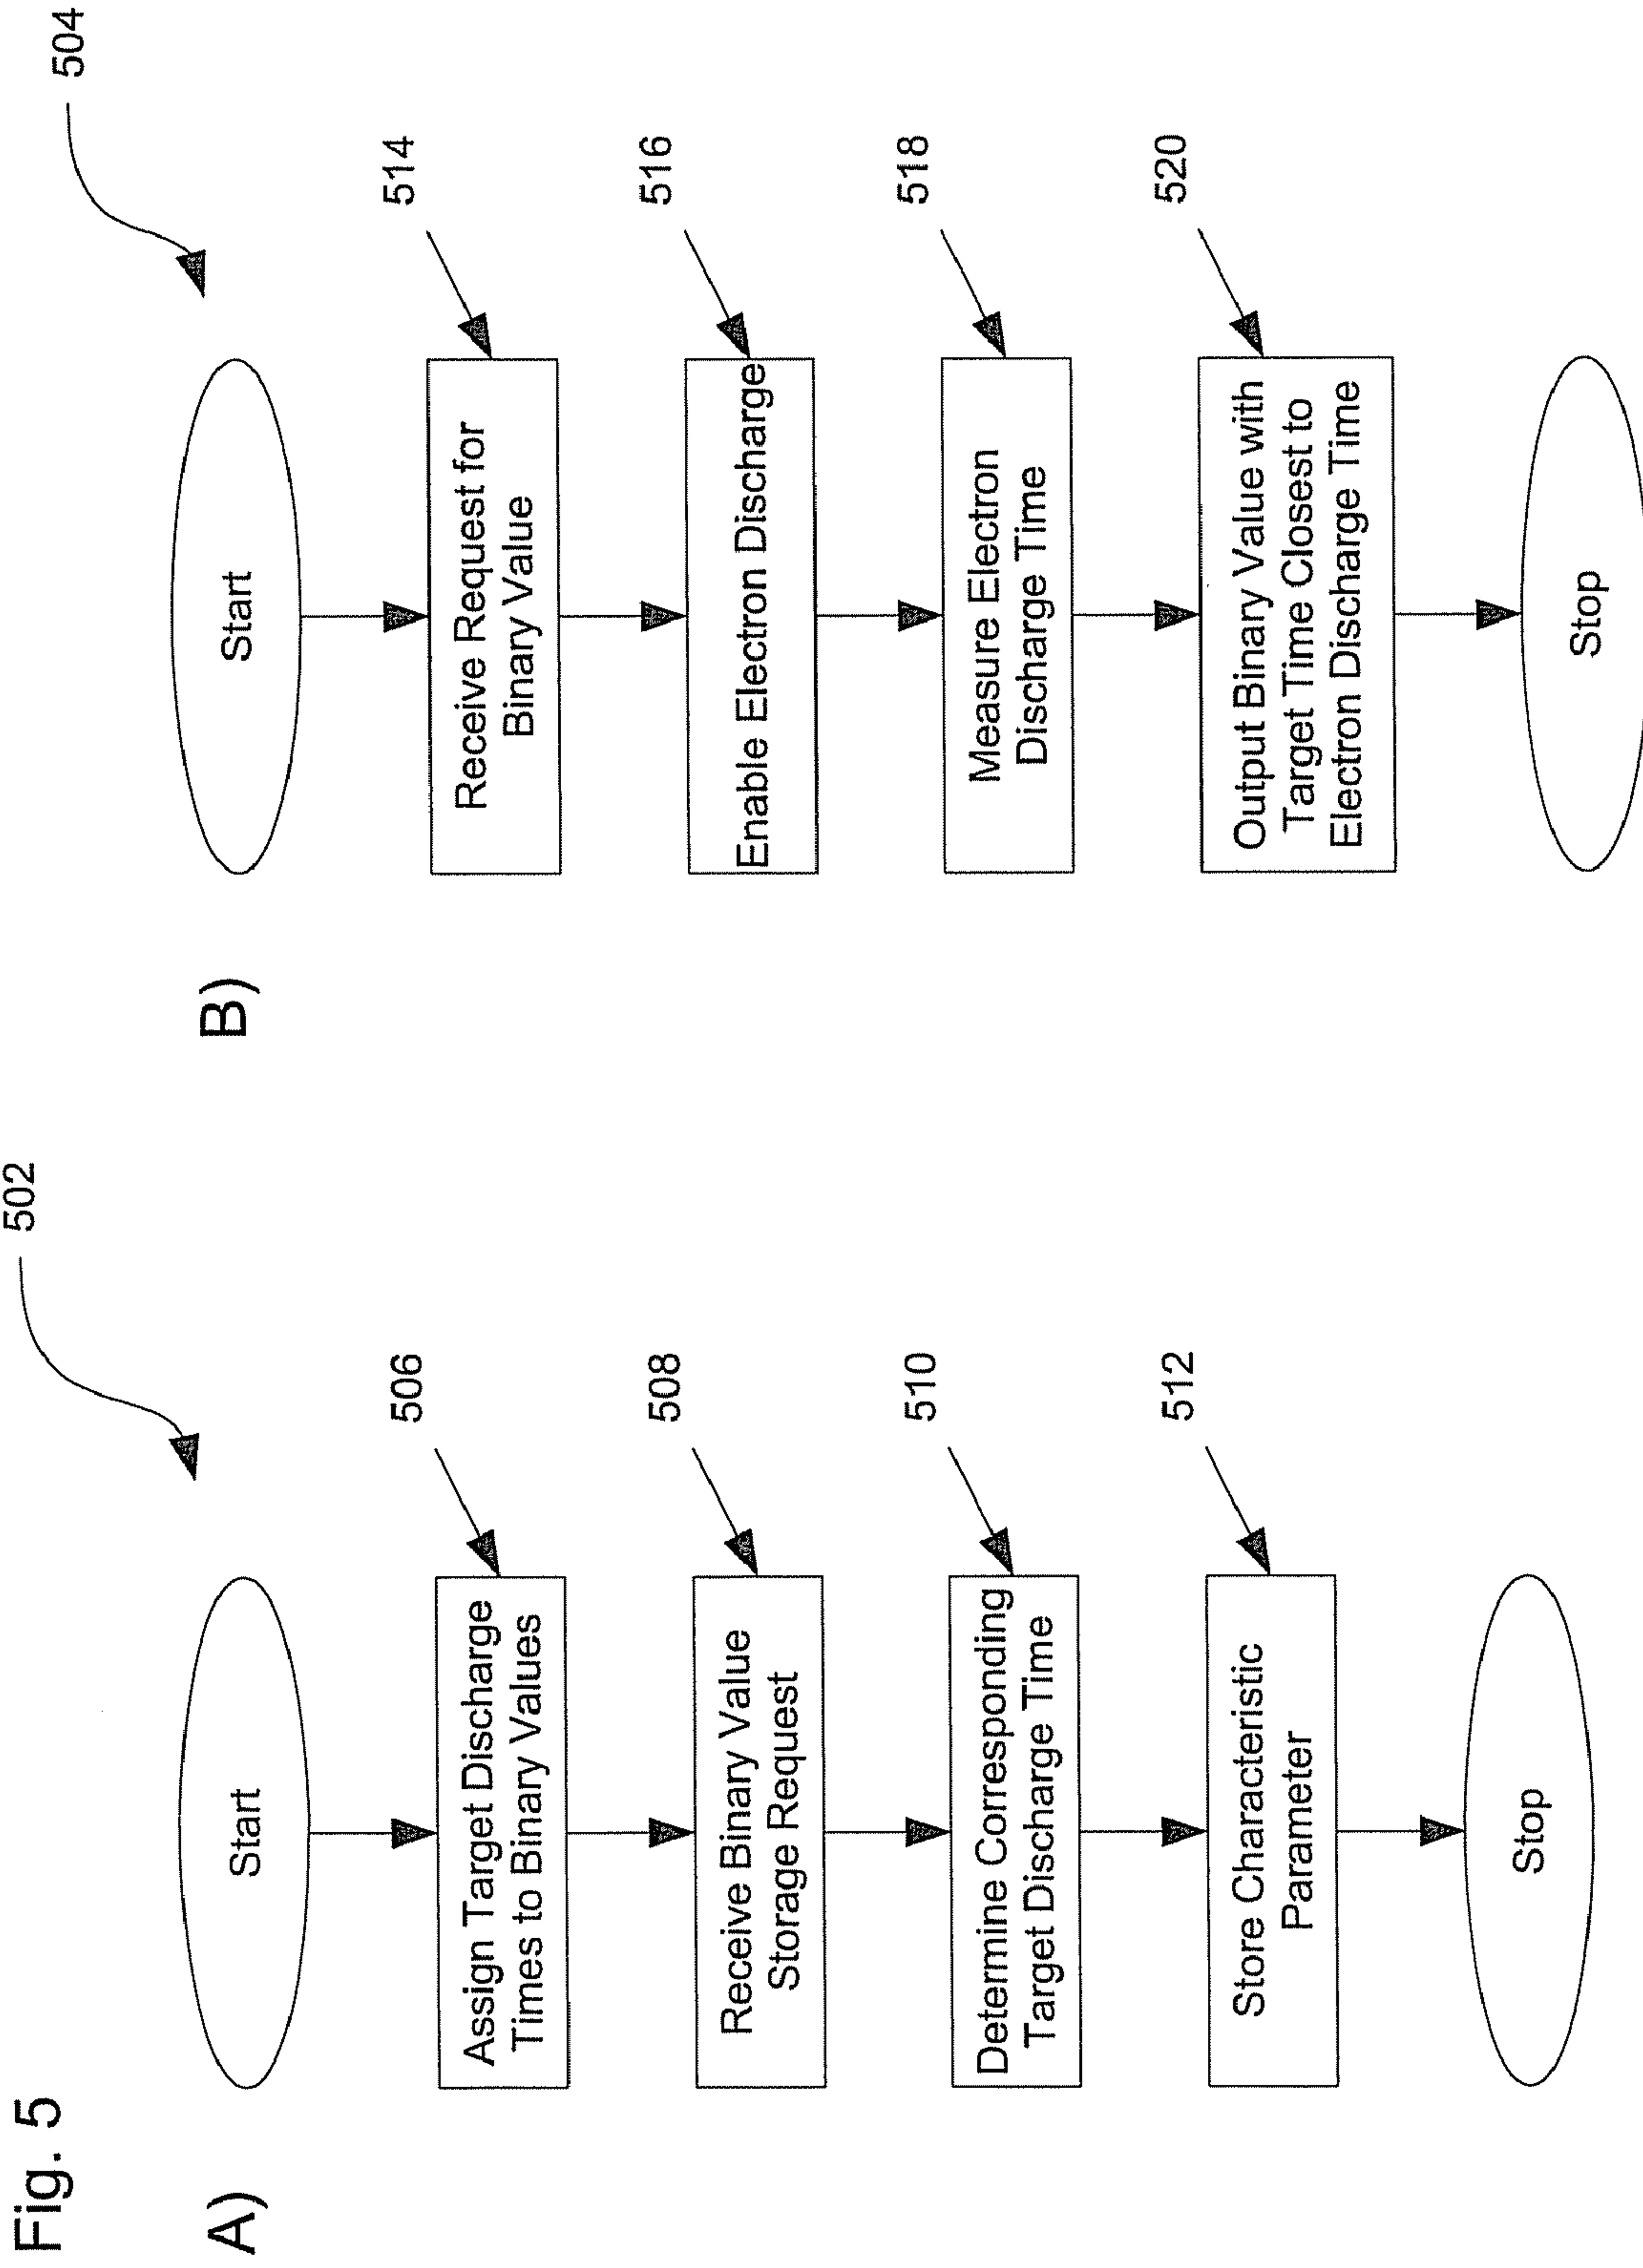 Fig. 5
A)
502
Start
506
Assign Target Discharge
Times to Binary Values
508
Receive Binary Value
Storage Request
510
Determine Corresponding
Target Discharge Time
512
Store Characteristic
Parameter
Stop
B)
504
Start
514
Receive Request for
Binary Value
516
Enable Electron Discharge
518
Measure Electron
Discharge Time
520
Output Binary Value with
Target Time Closest to
Electron Discharge Time
Stop